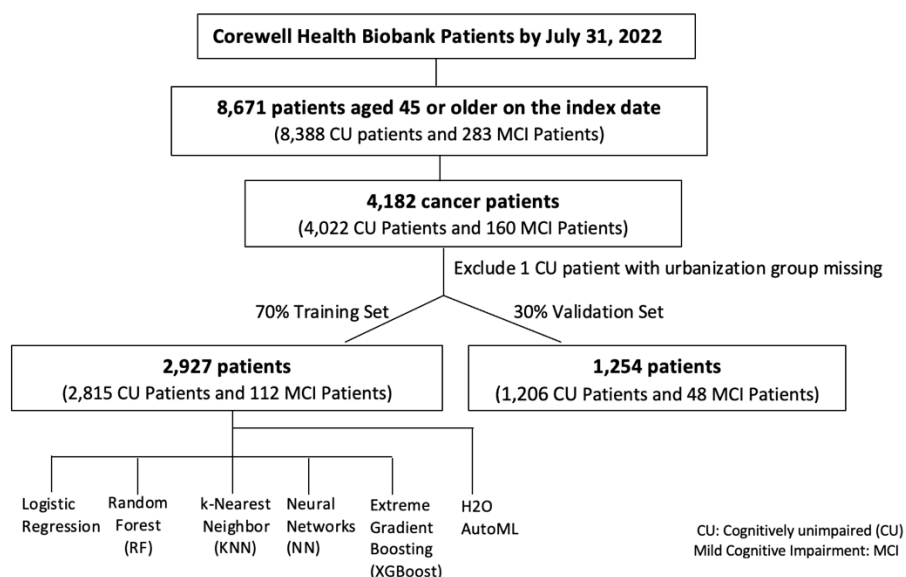 Corewell Health Biobank Patients by July 31, 2022
8,671 patients aged 45 or older on the index date
(8,388 CU patients and 283 MCI Patients)
4,182 cancer patients
(4,022 CU Patients and 160 MCI Patients)
Exclude 1 CU patient with urbanization group missing
70% Training Set
30% Validation Set
2,927 patients
(2,815 CU Patients and 112 MCI Patients)
1,254 patients
(1,206 CU Patients and 48 MCI Patients)
Logistic
Regression
Random
Forest
(RF)
k-Nearest
Neighbor
(KNN)
Neural
Networks
(NN)
Extreme
Gradient
Boosting
(XGBoost)
H2O
AutoML
CU: Cognitively unimpaired (CU)
Mild Cognitive Impairment: MCI